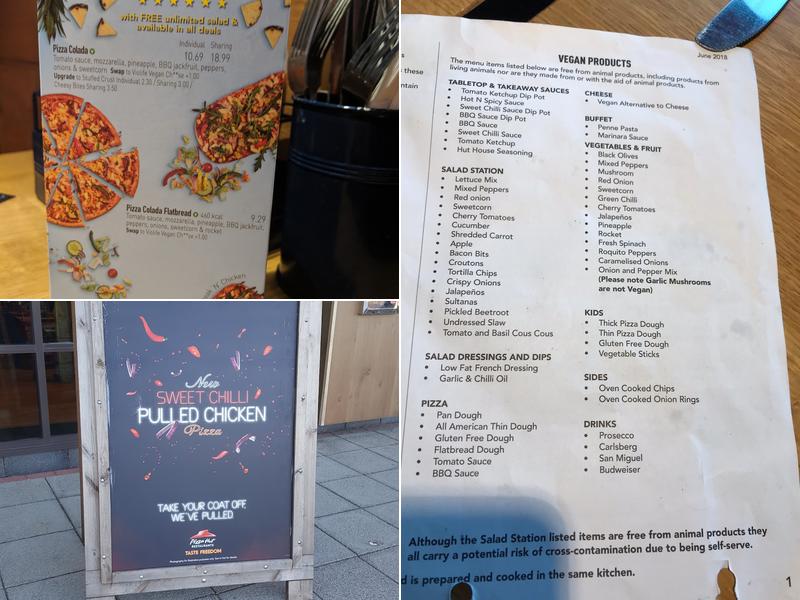 with FREE unlimited salad &
available in all deals
Individual Sharing
Pizza Colada 10.69 18.99
Tomato sauce, mozzarella, pineapple, BBQ jackfruit, peppers,
onions & sweetcorn Swap to Violife Vegan Ch**ve +1.00
Upgrade to Stuffed Crust Individual 2.30 / Sharing 3.00 /
Cheesy Bites Sharing 3.50
Pizza Colada Flatbread 460 kcal 9.29
Tomato sauce, mozzarella, pineapple, BBQ jackfruit,
peppers, onions, sweetcorn & rocket
Swap to Violife Vegan Ch**ve +1.00
'N' Chicken
New
SWEET CHILLI
PULLED CHICKEN
Pizza
TAKE YOUR COAT OFF,
WE'VE PULLED
Pizza Hut
RESTAURANTS
TASTE FREEDOM
June 2018
VEGAN PRODUCTS
The menu items listed below are free from animal products, including products from
living animals nor are they made from or with the aid of animal products.
these
ntain
TABLETOP & TAKEAWAY SAUCES
• Tomato Ketchup Dip Pot
• Hot N Spicy Sauce
• Sweet Chilli Sauce Dip Pot
• BBQ Sauce Dip Pot
• BBQ Sauce
• Sweet Chilli Sauce
• Tomato Ketchup
• Hut House Seasoning
SALAD STATION
• Lettuce Mix
• Mixed Peppers
• Red onion
• Sweetcorn
• Cherry Tomatoes
• Cucumber
• Shredded Carrot
• Apple
• Bacon Bits
• Croutons
• Tortilla Chips
• Crispy Onions
• Jalapeños
• Sultanas
• Pickled Beetroot
• Undressed Slaw
• Tomato and Basil Cous Cous
SALAD DRESSINGS AND DIPS
• Low Fat French Dressing
• Garlic & Chilli Oil
PIZZA
• Pan Dough
• All American Thin Dough
• Gluten Free Dough
• Flatbread Dough
• Tomato Sauce
• BBQ Sauce
CHEESE
• Vegan Alternative to Cheese
BUFFET
• Penne Pasta
• Marinara Sauce
VEGETABLES & FRUIT
• Black Olives
• Mixed Peppers
• Mushroom
• Red Onion
• Sweetcorn
• Green Chilli
• Cherry Tomatoes
• Jalapeños
• Pineapple
• Rocket
• Fresh Spinach
• Roquito Peppers
• Caramelised Onions
• Onion and Pepper Mix
(Please note Garlic Mushrooms
are not Vegan)
KIDS
• Thick Pizza Dough
• Thin Pizza Dough
• Gluten Free Dough
• Vegetable Sticks
SIDES
• Oven Cooked Chips
• Oven Cooked Onion Rings
DRINKS
• Prosecco
• Carlsberg
• San Miguel
• Budweiser
Although the Salad Station listed items are free from animal products they
all carry a potential risk of cross-contamination due to being self-serve.
d is prepared and cooked in the same kitchen.
1